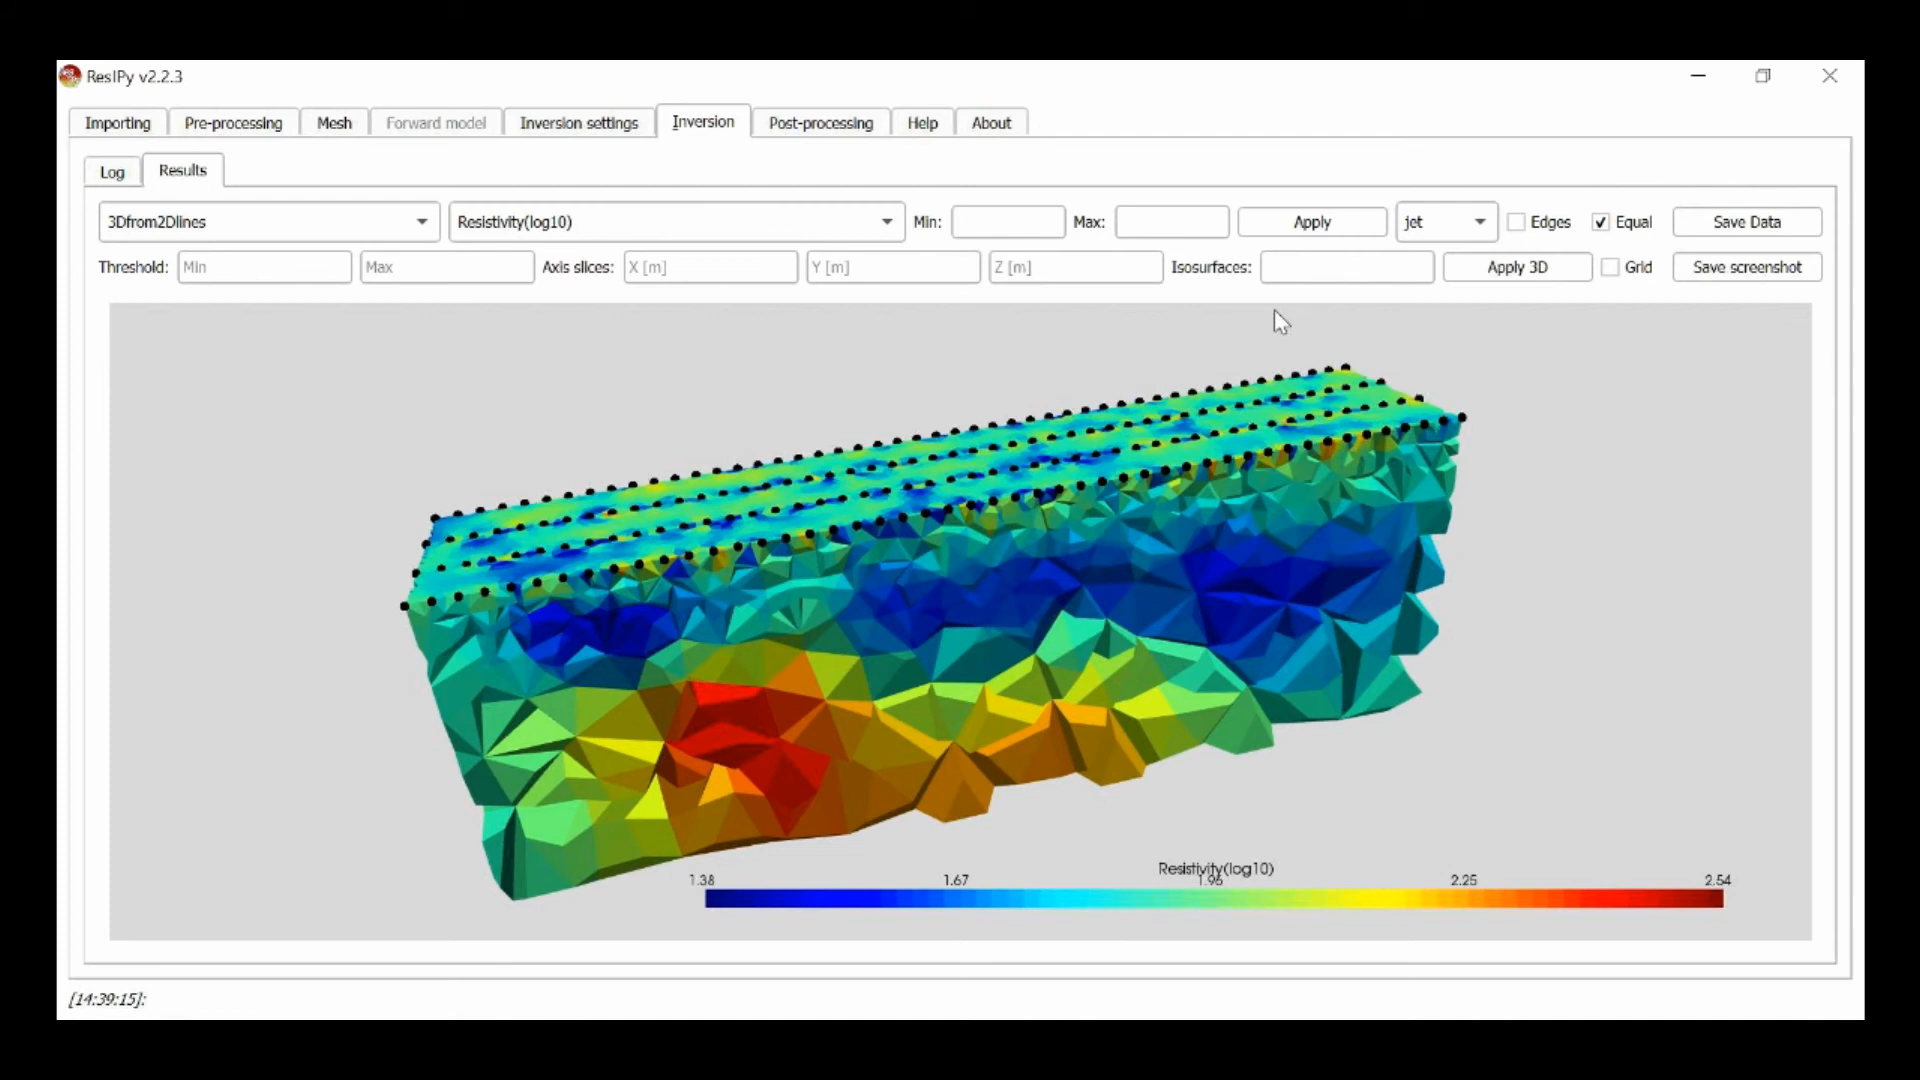 ResIPy v2.2.3
Importing Pre-processing Mesh Forward model Inversion settings Inversion Post-processing Help About
Log Results
3Dfrom2Dlines Resistivity(log10) Min: Max: Apply jet Edges Equal Save Data
Threshold: Min Max Axis slices: X [m] Y [m] Z [m] Isosurfaces: Apply 3D Grid Save screenshot
Resistivity(log10)
1.38 1.67 1.96 2.25 2.54
[14:39:15]: